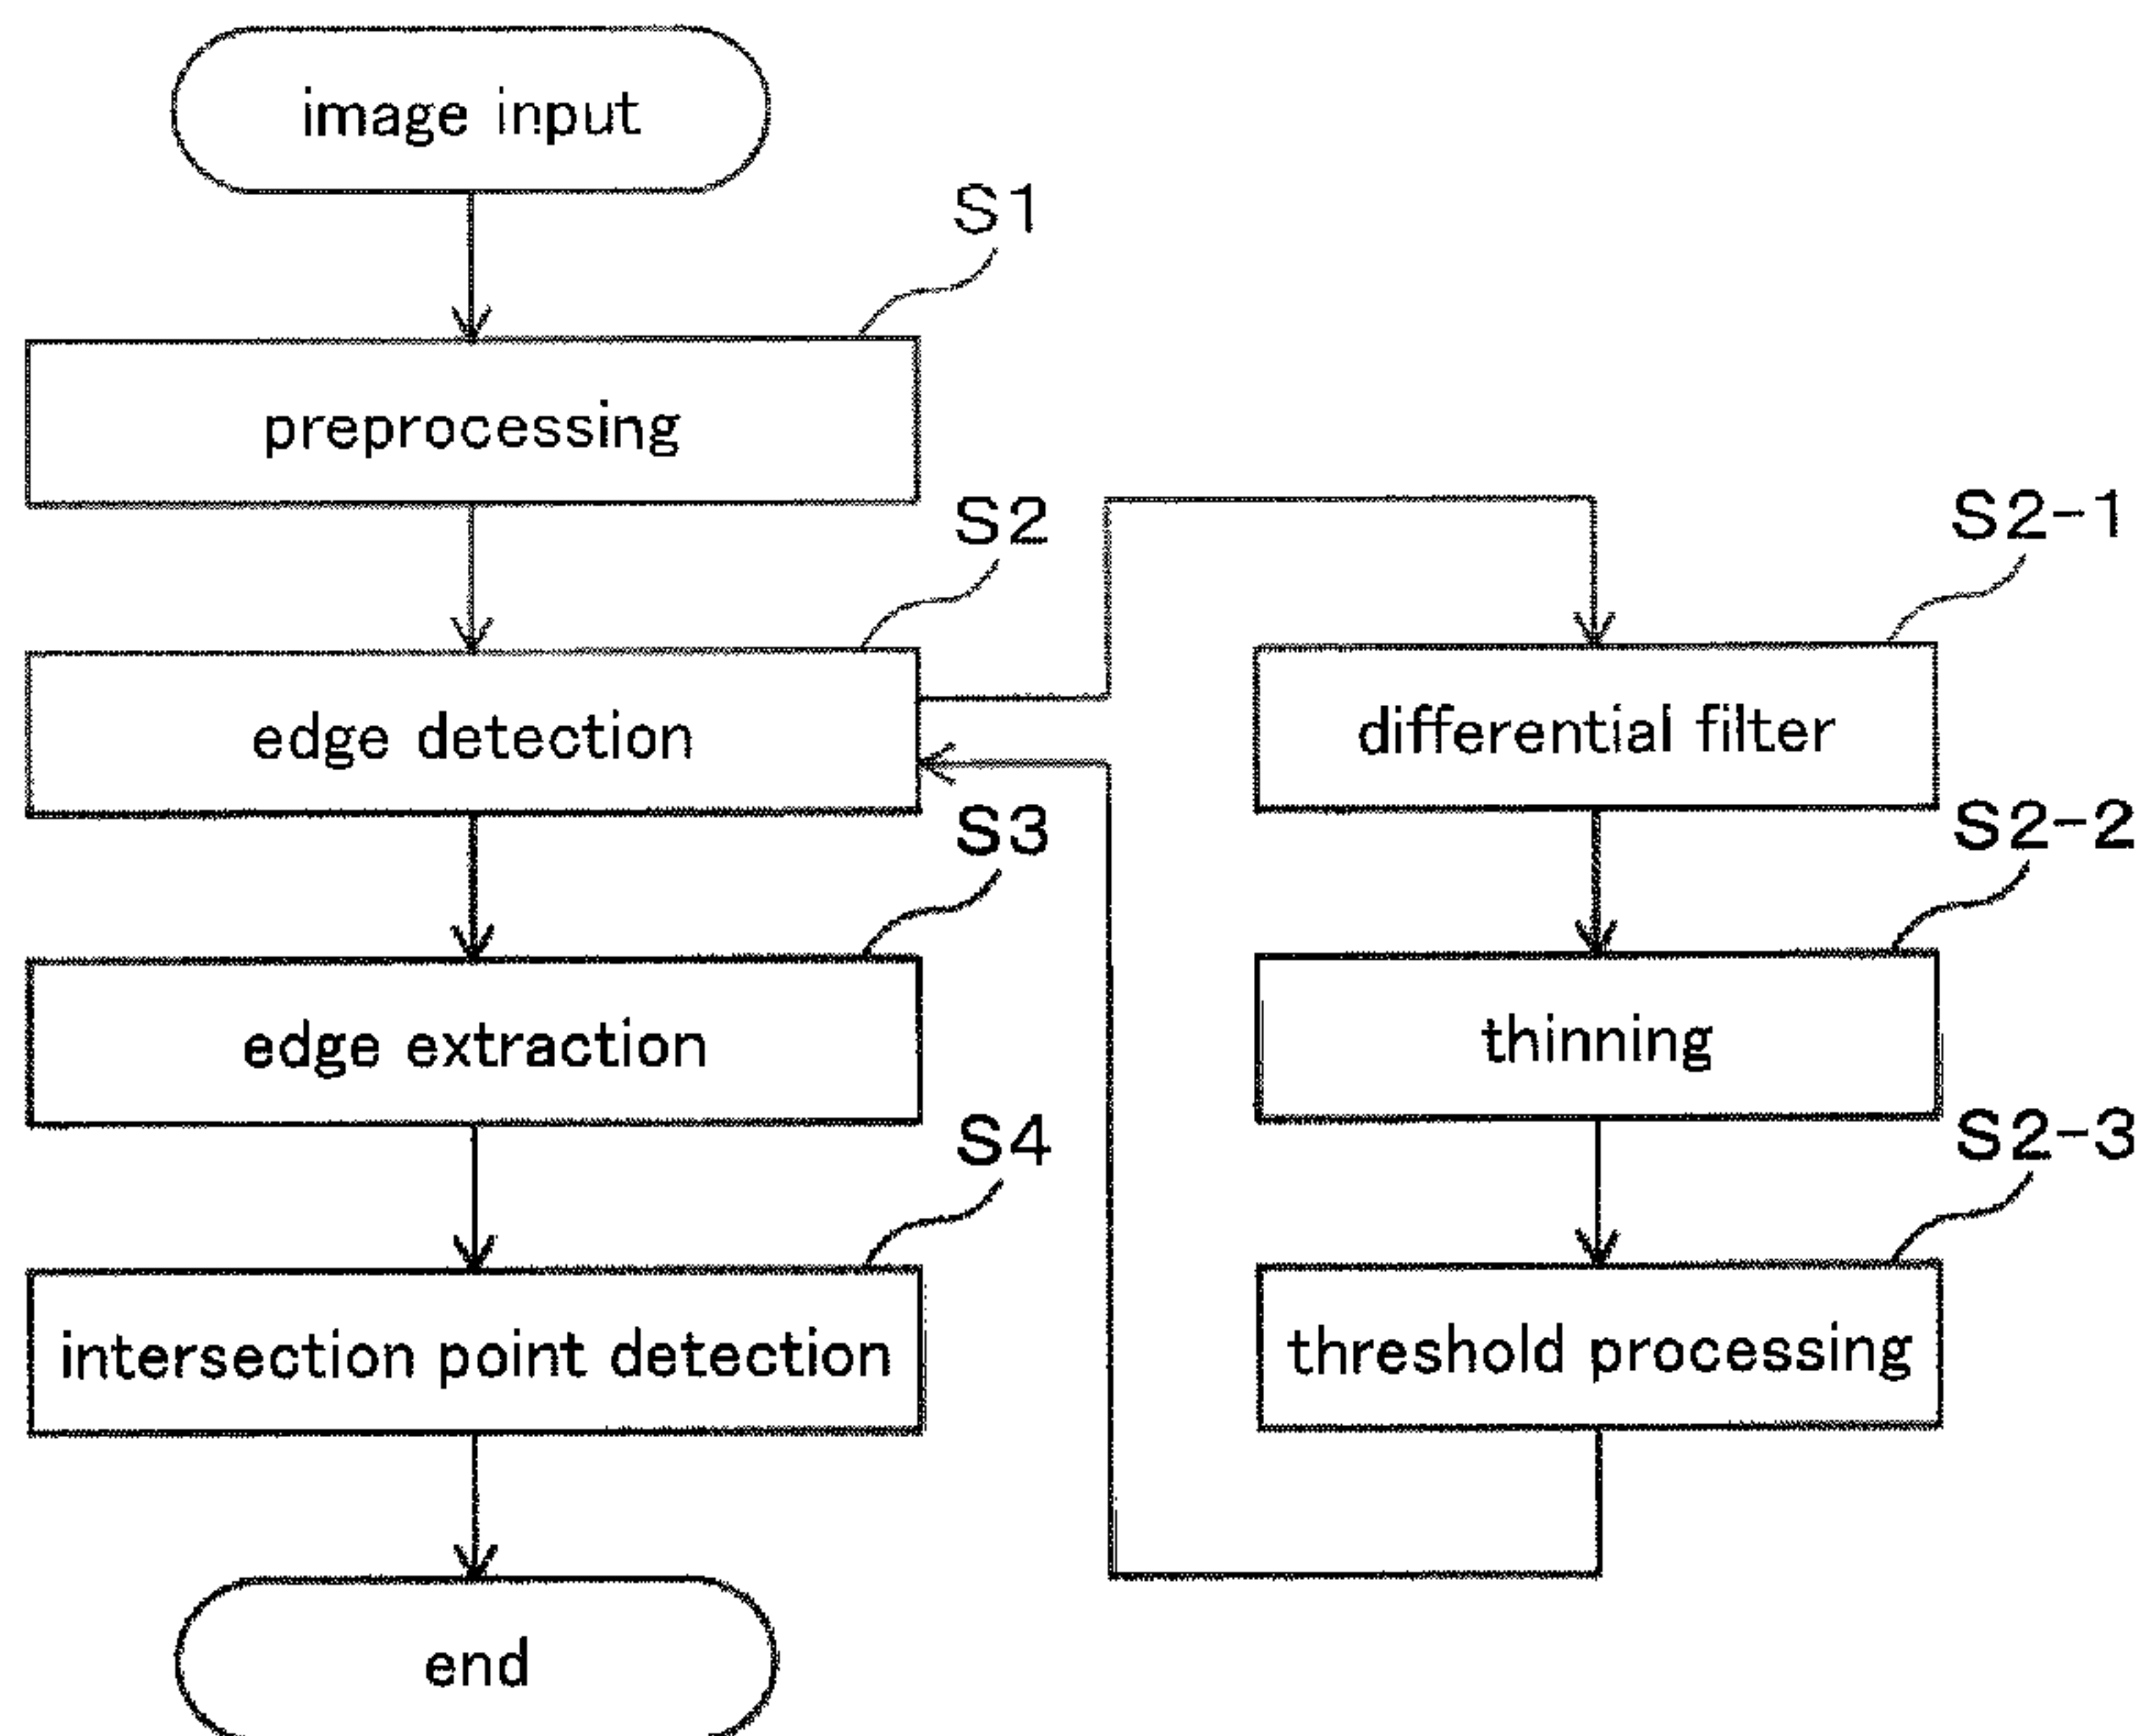 image input
S1
preprocessing
S2
edge detection
S3
edge extraction
S4
intersection point detection
end
S2-1
differential filter
S2-2
thinning
S2-3
threshold processing